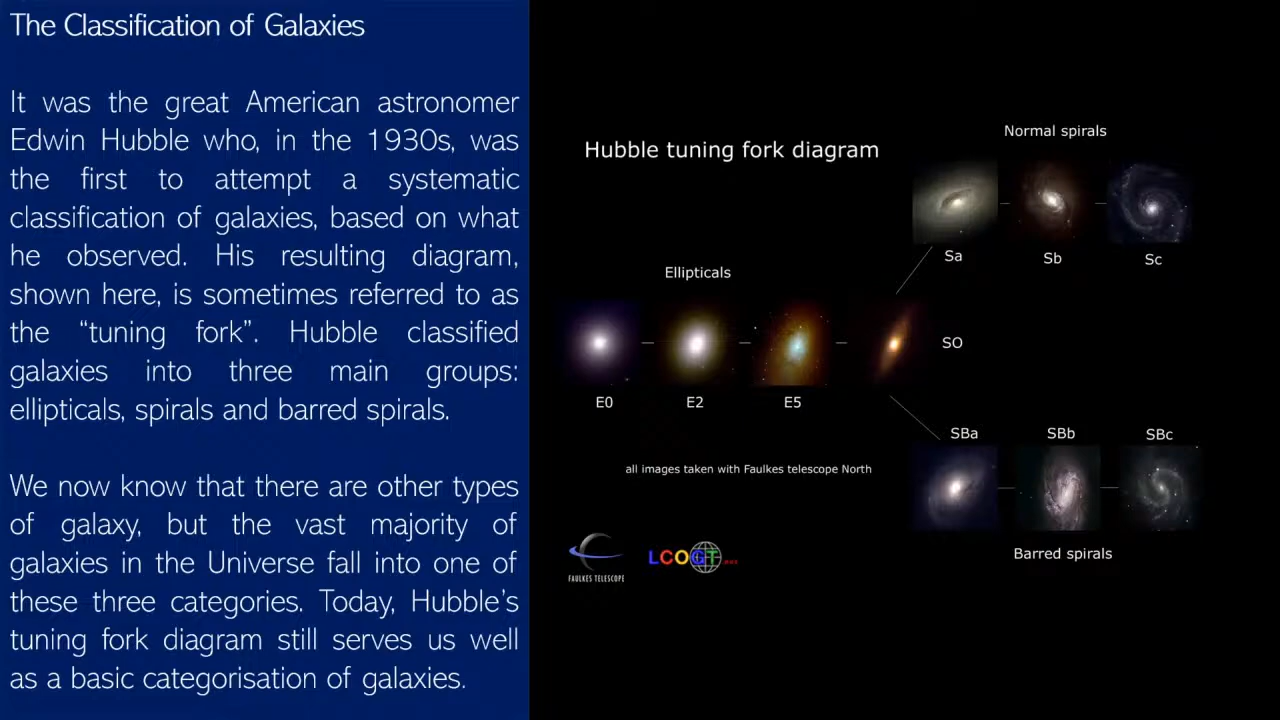 The Classification of Galaxies
It was the great American astronomer
Edwin Hubble who, in the 1930s, was
the first to attempt a systematic
classification of galaxies, based on what
he observed. His resulting diagram,
shown here, is sometimes referred to as
the “tuning fork”. Hubble classified
galaxies into three main groups:
ellipticals, spirals and barred spirals.
We now know that there are other types
of galaxy, but the vast majority of
galaxies in the Universe fall into one of
these three categories. Today, Hubble’s
tuning fork diagram still serves us well
as a basic categorisation of galaxies.
Hubble tuning fork diagram
Normal spirals
Sa
Sb
Sc
Ellipticals
E0
E2
E5
SO
SBa
SBb
SBc
Barred spirals
all images taken with Faulkes telescope North
FAULKES TELESCOPE
LCOGT